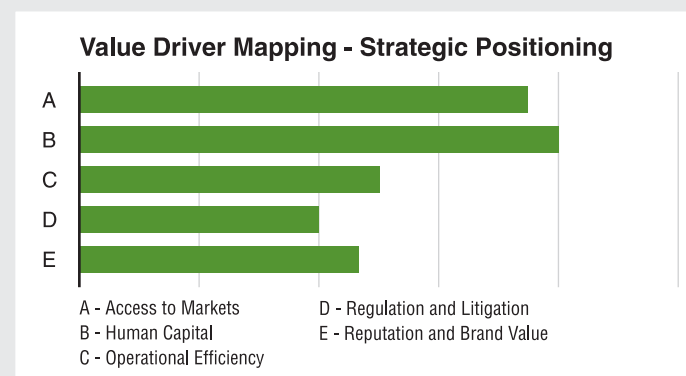 Value Driver Mapping - Strategic Positioning
A
B
C
D
E
A - Access to Markets
B - Human Capital
C - Operational Efficiency
D - Regulation and Litigation
E - Reputation and Brand Value